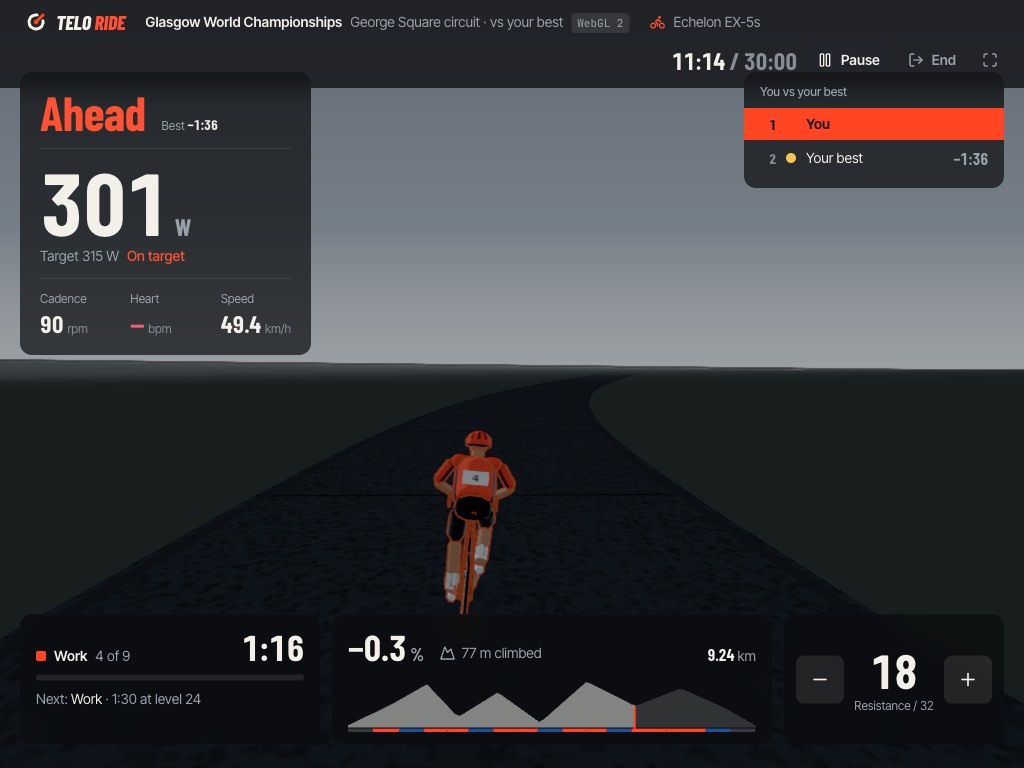 TELO RIDE Glasgow World Championships George Square circuit · vs your best WebGL 2 Echelon EX-5s
11:14 / 30:00 Pause End
Ahead Best −1:36
301 W
Target 315 W On target
Cadence Heart Speed
90 rpm — bpm 49.4 km/h
You vs your best
1 You
2 Your best −1:36
4
Work 4 of 9 1:16
Next: Work · 1:30 at level 24
−0.3 % 77 m climbed 9.24 km
− 18 +
Resistance / 32